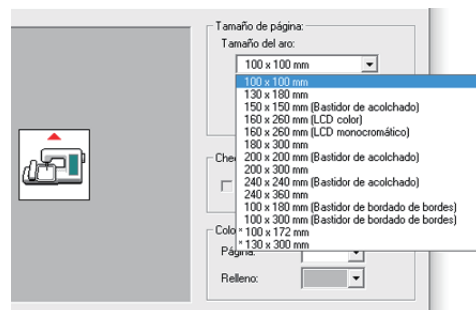 Tamaño de página:
Tamaño del aro:
100 x 100 mm
100 x 100 mm
130 x 180 mm
150 x 150 mm (Bastidor de acolchado)
160 x 260 mm (LCD color)
160 x 260 mm (LCD monocromático)
180 x 300 mm
200 x 200 mm (Bastidor de acolchado)
200 x 300 mm
240 x 240 mm (Bastidor de acolchado)
240 x 360 mm
100 x 180 mm (Bastidor de bordado de bordes)
100 x 300 mm (Bastidor de bordado de bordes)
* 100 x 172 mm
* 130 x 300 mm
Chec
Colo
Página:
Relleno: